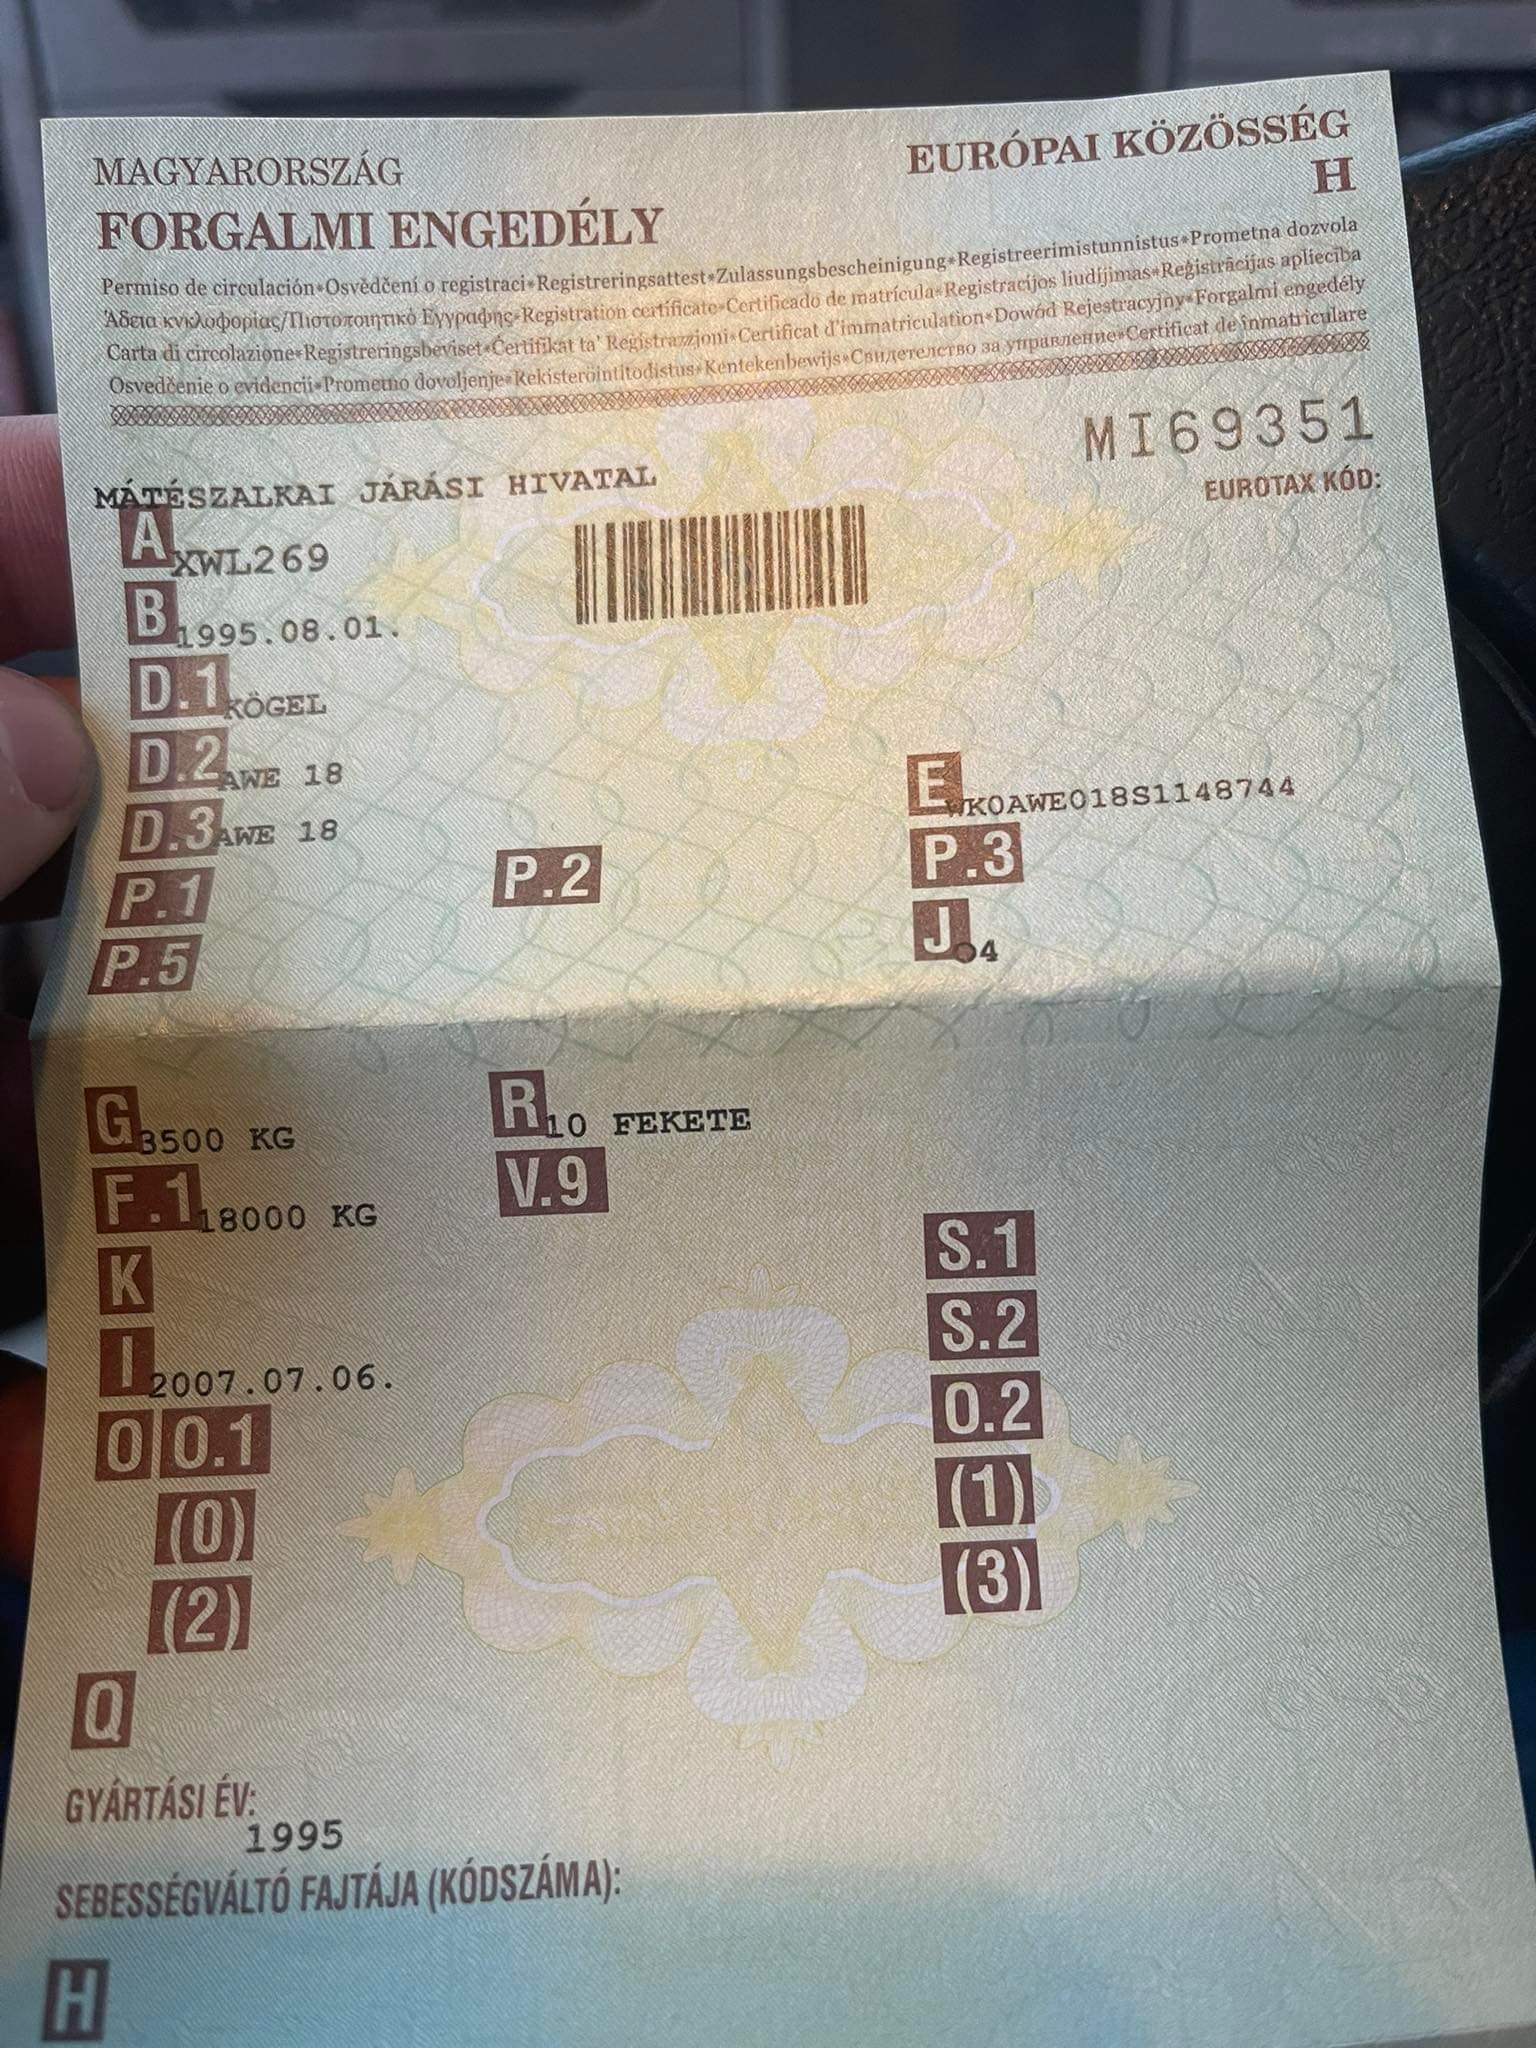 MAGYARORSZÁG
FORGALMI ENGEDÉLY
EURÓPAI KÖZÖSSÉG
H
Permiso de circulación•Osvědčení o registraci•Registreringsattest•Zulassungsbescheinigung•Registreerimistunnistus•Prometna dozvola
Άδεια κυκλοφορίας/Πιστοποιητικό Εγγραφής•Registration certificate•Certificado de matrícula•Registracijos liudijimas•Reģistrācijas apliecība
Carta di circolazione•Registreringsbeviset•Ċertifikat ta' Reġistrazzjoni•Certificat d'immatriculation•Dowód Rejestracyjny•Forgalmi engedély
Osvedčenie o evidencii•Prometno dovoljenje•Rekisteröintitodistus•Kentekenbewijs•Свидетелство за управление•Certificat de înmatriculare
MI69351
EUROTAX KÓD:
MÁTÉSZALKAI JÁRÁSI HIVATAL
A XWL269
B 1995.08.01.
D.1 KÖGEL
D.2 AWE 18
E WK0AWE018S1148744
D.3 AWE 18
P.1 P.2 P.3
P.5 J 04
G 3500 KG R 10 FEKETE
F.1 18000 KG V.9
S.1
K
S.2
I 2007.07.06.
O O.1 O.2
(0) (1)
(2) (3)
Q
GYÁRTÁSI ÉV:
1995
SEBESSÉGVÁLTÓ FAJTÁJA (KÓDSZÁMA):
H